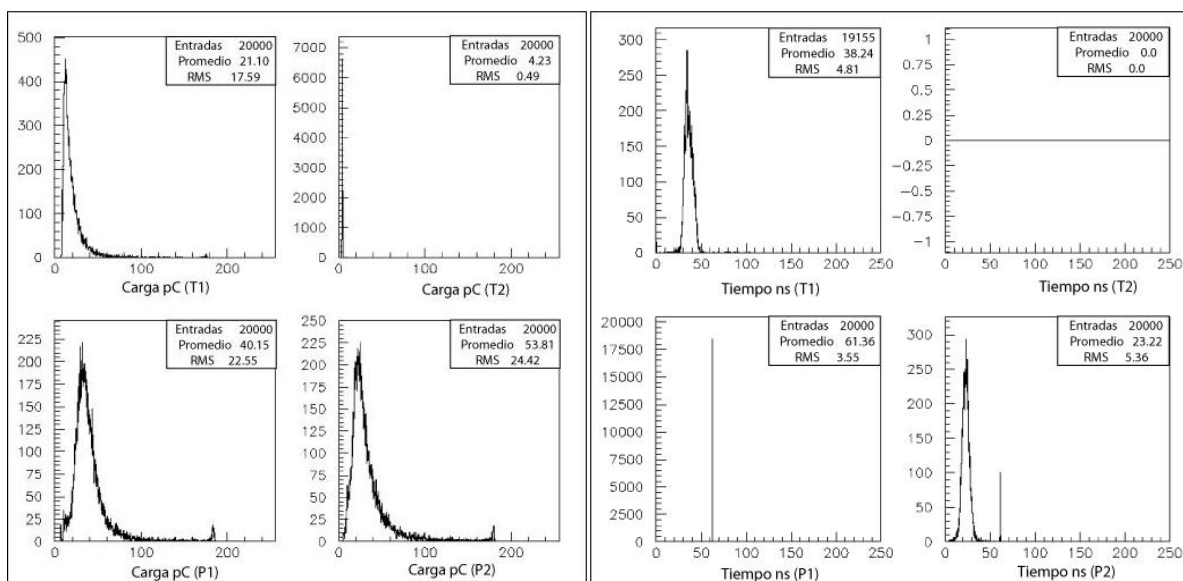 500
400
300
200
100
0
0 100 200
Entradas 20000
Promedio 21.10
RMS 17.59
Carga pC (T1)
7000
6000
5000
4000
3000
2000
1000
0
0 100 200
Entradas 20000
Promedio 4.23
RMS 0.49
Carga pC (T2)
300
250
200
150
100
50
0
0 50 100 150 200 250
Entradas 19155
Promedio 38.24
RMS 4.81
Tiempo ns (T1)
1
0.75
0.5
0.25
0
−0.25
−0.5
−0.75
−1
0 50 100 150 200 250
Entradas 20000
Promedio 0.0
RMS 0.0
Tiempo ns (T2)
225
200
175
150
125
100
75
50
25
0
0 100 200
Entradas 20000
Promedio 40.15
RMS 22.55
Carga pC (P1)
250
225
200
175
150
125
100
75
50
25
0
0 100 200
Entradas 20000
Promedio 53.81
RMS 24.42
Carga pC (P2)
20000
17500
15000
12500
10000
7500
5000
2500
0
0 50 100 150 200 250
Entradas 20000
Promedio 61.36
RMS 3.55
Tiempo ns (P1)
300
250
200
150
100
50
0
0 50 100 150 200 250
Entradas 20000
Promedio 23.22
RMS 5.36
Tiempo ns (P2)